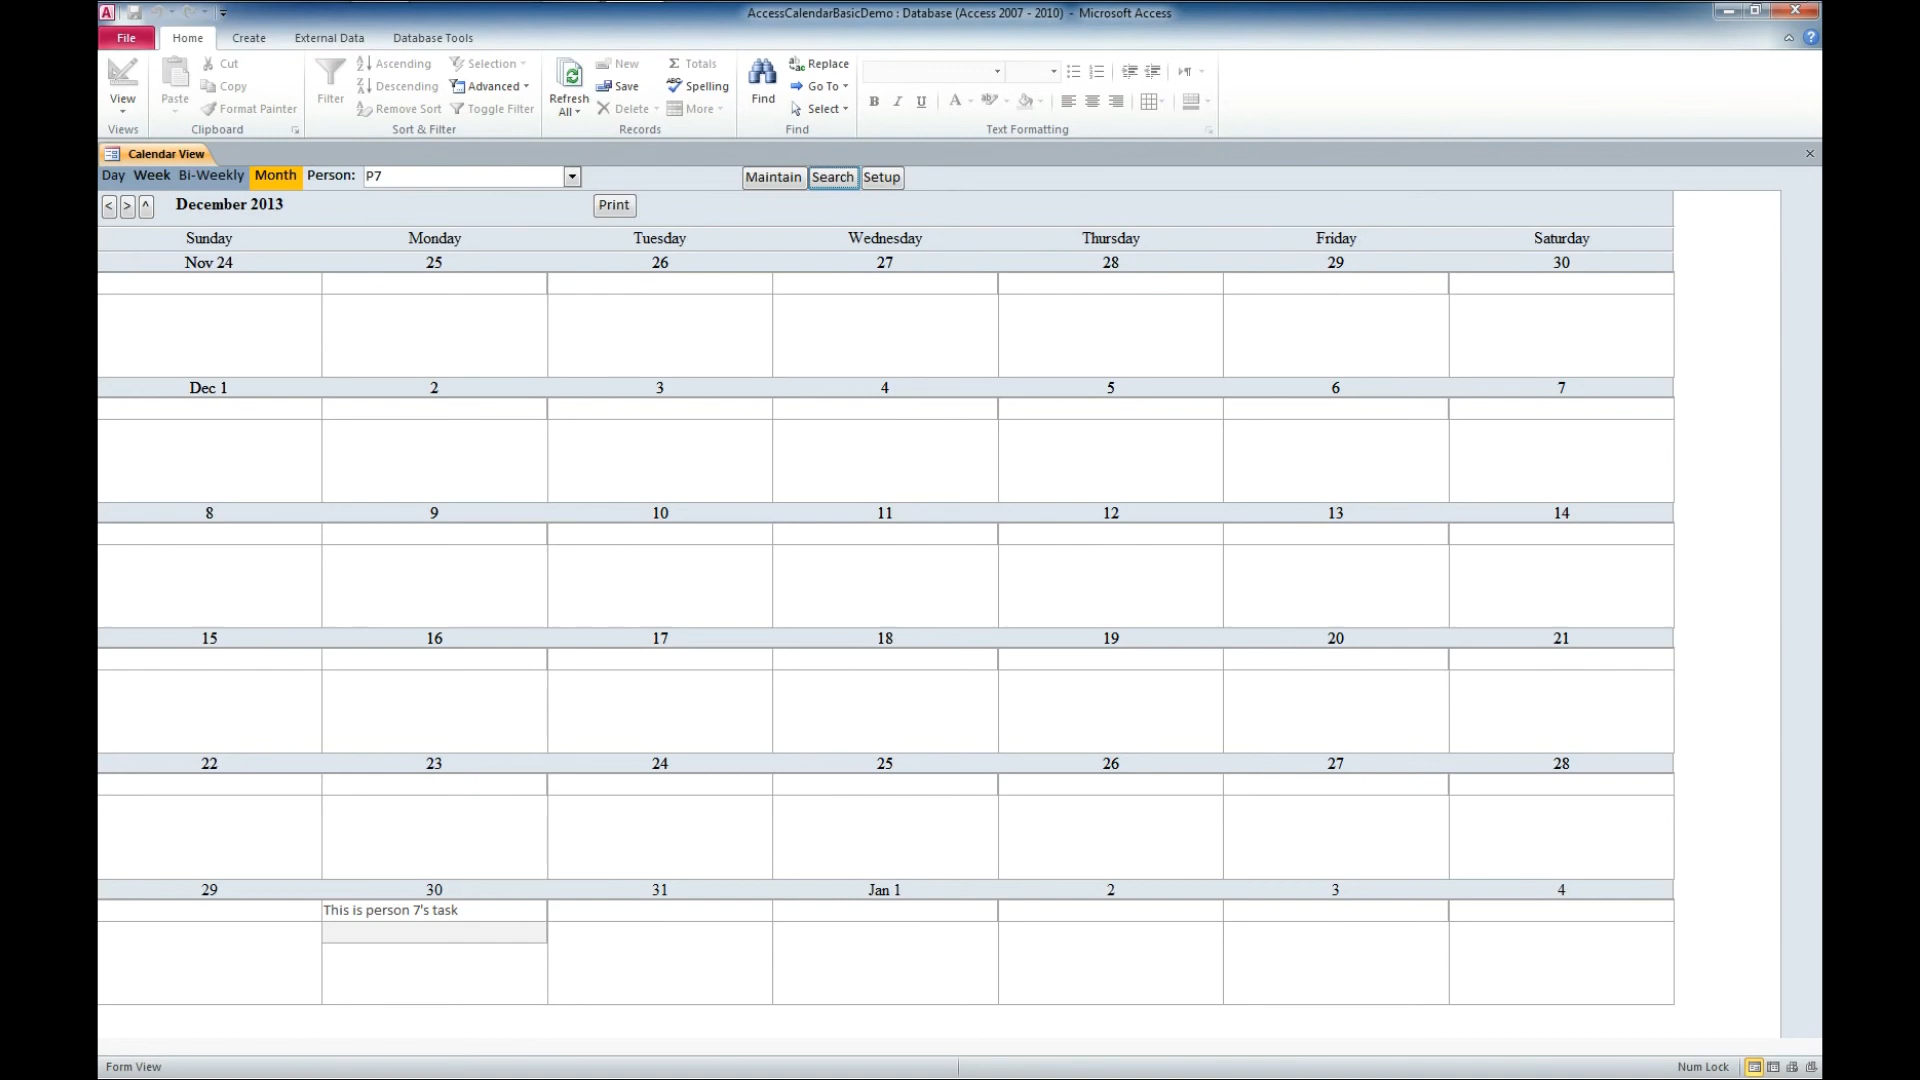 AccessCalendarBasicDemo : Database (Access 2007 - 2010) - Microsoft Access
File Home Create External Data Database Tools
View
Views
Paste
Cut
Copy
Format Painter
Clipboard
Filter
Ascending
Descending
Remove Sort
Selection
Advanced
Toggle Filter
Sort & Filter
Refresh
All
New
Save
Delete
Totals
Spelling
More
Records
Find
Replace
Go To
Select
Find
B I U A
Text Formatting
Calendar View
Day Week Bi-Weekly Month Person: P7 Maintain Search Setup
< > ^ December 2013 Print
Sunday Monday Tuesday Wednesday Thursday Friday Saturday
Nov 24 25 26 27 28 29 30
Dec 1 2 3 4 5 6 7
8 9 10 11 12 13 14
15 16 17 18 19 20 21
22 23 24 25 26 27 28
29 30 31 Jan 1 2 3 4
This is person 7's task
Form View Num Lock